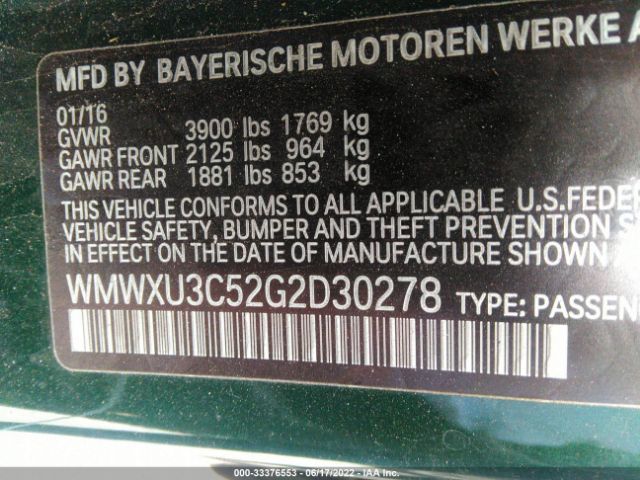 MFD BY BAYERISCHE MOTOREN WERKE A
01/16
GVWR 3900 lbs 1769 kg
GAWR FRONT 2125 lbs 964 kg
GAWR REAR 1881 lbs 853 kg
THIS VEHICLE CONFORMS TO ALL APPLICABLE U.S.FEDER
VEHICLE SAFETY, BUMPER AND THEFT PREVENTION S
IN EFFECT ON THE DATE OF MANUFACTURE SHOWN
WMWXU3C52G2D30278 TYPE: PASSEN
000-33376553 - 06/17/2022 - IAA Inc.